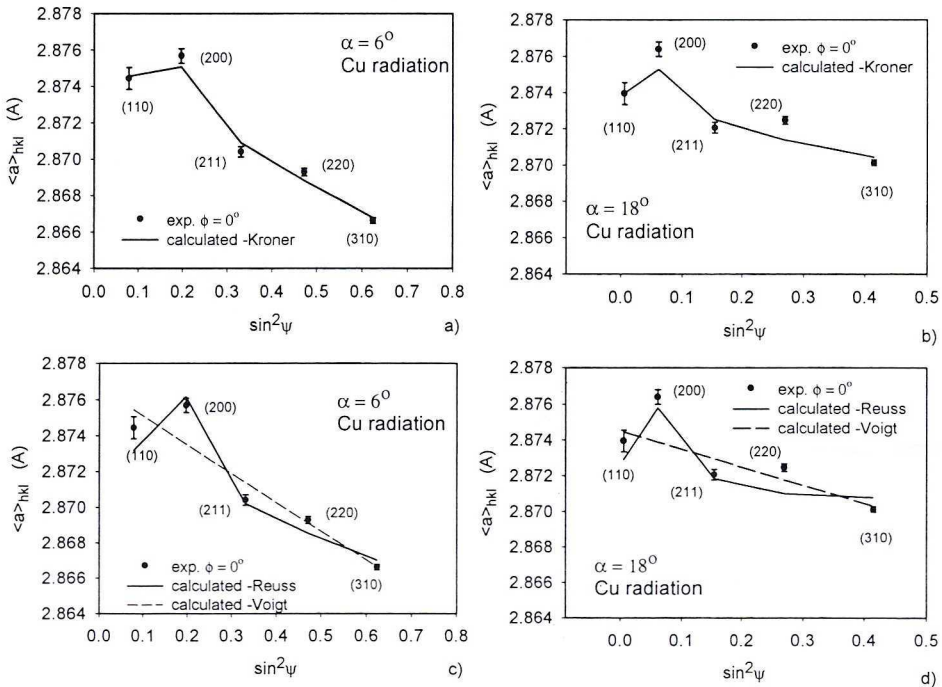 2.878
2.876
2.874
2.872
2.870
2.868
2.866
2.864
<a>hkl (A)
α = 6°
Cu radiation
(200)
(110)
(211)
(220)
(310)
exp. ϕ = 0°
calculated -Kroner
0.0 0.1 0.2 0.3 0.4 0.5 0.6 0.7 0.8
sin²ψ
a)
2.878
2.876
2.874
2.872
2.870
2.868
2.866
2.864
<a>hkl (A)
(200)
exp. ϕ = 0°
calculated -Kroner
(110)
(220)
(211)
(310)
α = 18°
Cu radiation
0.0 0.1 0.2 0.3 0.4 0.5
sin²ψ
b)
2.878
2.876
2.874
2.872
2.870
2.868
2.866
2.864
<a>hkl (A)
α = 6°
Cu radiation
(200)
(110)
(211)
(220)
(310)
exp. ϕ = 0°
calculated -Reuss
calculated -Voigt
0.0 0.1 0.2 0.3 0.4 0.5 0.6 0.7 0.8
sin²ψ
c)
2.878
2.876
2.874
2.872
2.870
2.868
2.866
2.864
<a>hkl (A)
(200)
exp. ϕ = 0°
calculated -Reuss
calculated -Voigt
(110)
(220)
(211)
(310)
α = 18°
Cu radiation
0.0 0.1 0.2 0.3 0.4 0.5
sin²ψ
d)